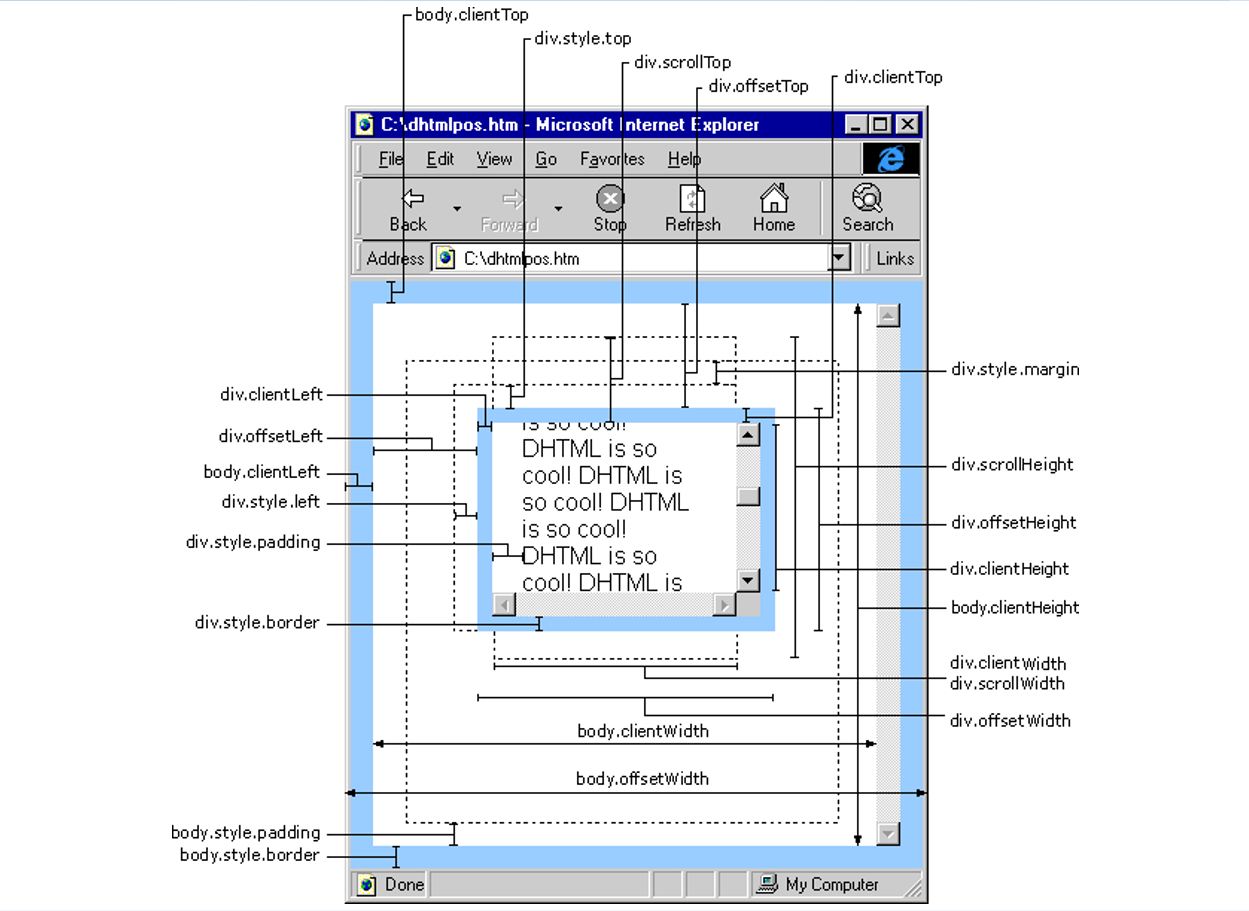 body.clientTop
div.style.top
div.scrollTop
div.clientTop
div.offsetTop
C:\dhtmlpos.htm - Microsoft Internet Explorer
File Edit View Go Favorites Help
Back Forward Stop Refresh Home Search
Address C:\dhtmlpos.htm Links
div.style.margin
div.clientLeft
div.offsetLeft
body.clientLeft
div.style.left
div.style.padding
div.style.border
is so cool!
DHTML is so
cool! DHTML is
so cool! DHTML
is so cool!
DHTML is so
cool! DHTML is
div.scrollHeight
div.offsetHeight
div.clientHeight
body.clientHeight
div.clientWidth
div.scrollWidth
div.offsetWidth
body.clientWidth
body.offsetWidth
body.style.padding
body.style.border
Done My Computer